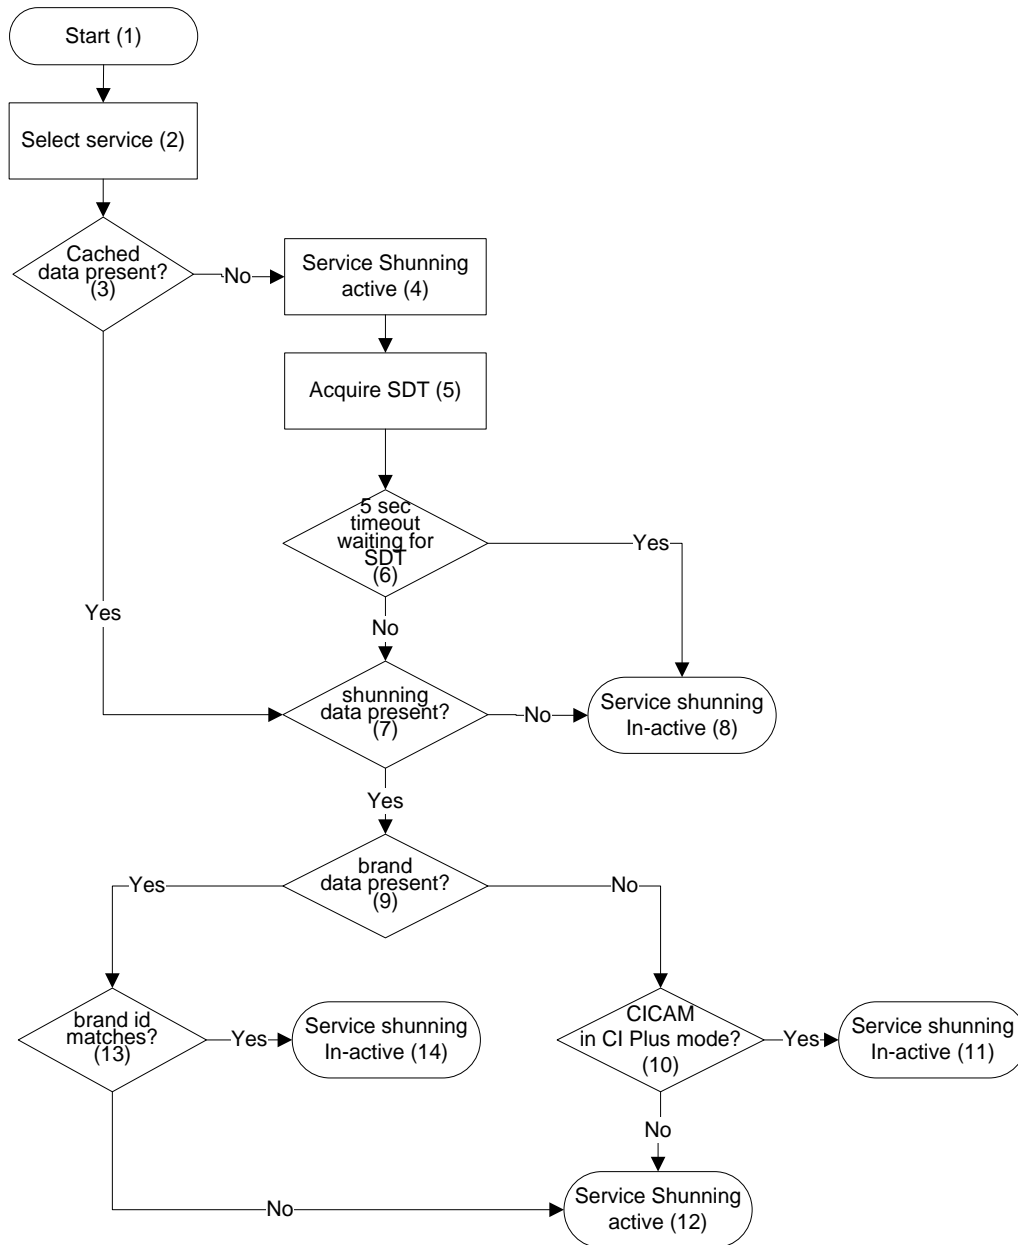 Start (1)
Select service (2)
Cached
data present?
(3)
No
Service Shunning
active (4)
Acquire SDT (5)
5 sec
timeout
waiting for
SDT
(6)
Yes
Yes
No
shunning
data present?
(7)
No
Service shunning
In-active (8)
Yes
brand
data present?
(9)
Yes
No
brand id
matches?
(13)
Yes
Service shunning
In-active (14)
CICAM
in CI Plus mode?
(10)
Yes
Service shunning
In-active (11)
No
No
Service Shunning
active (12)